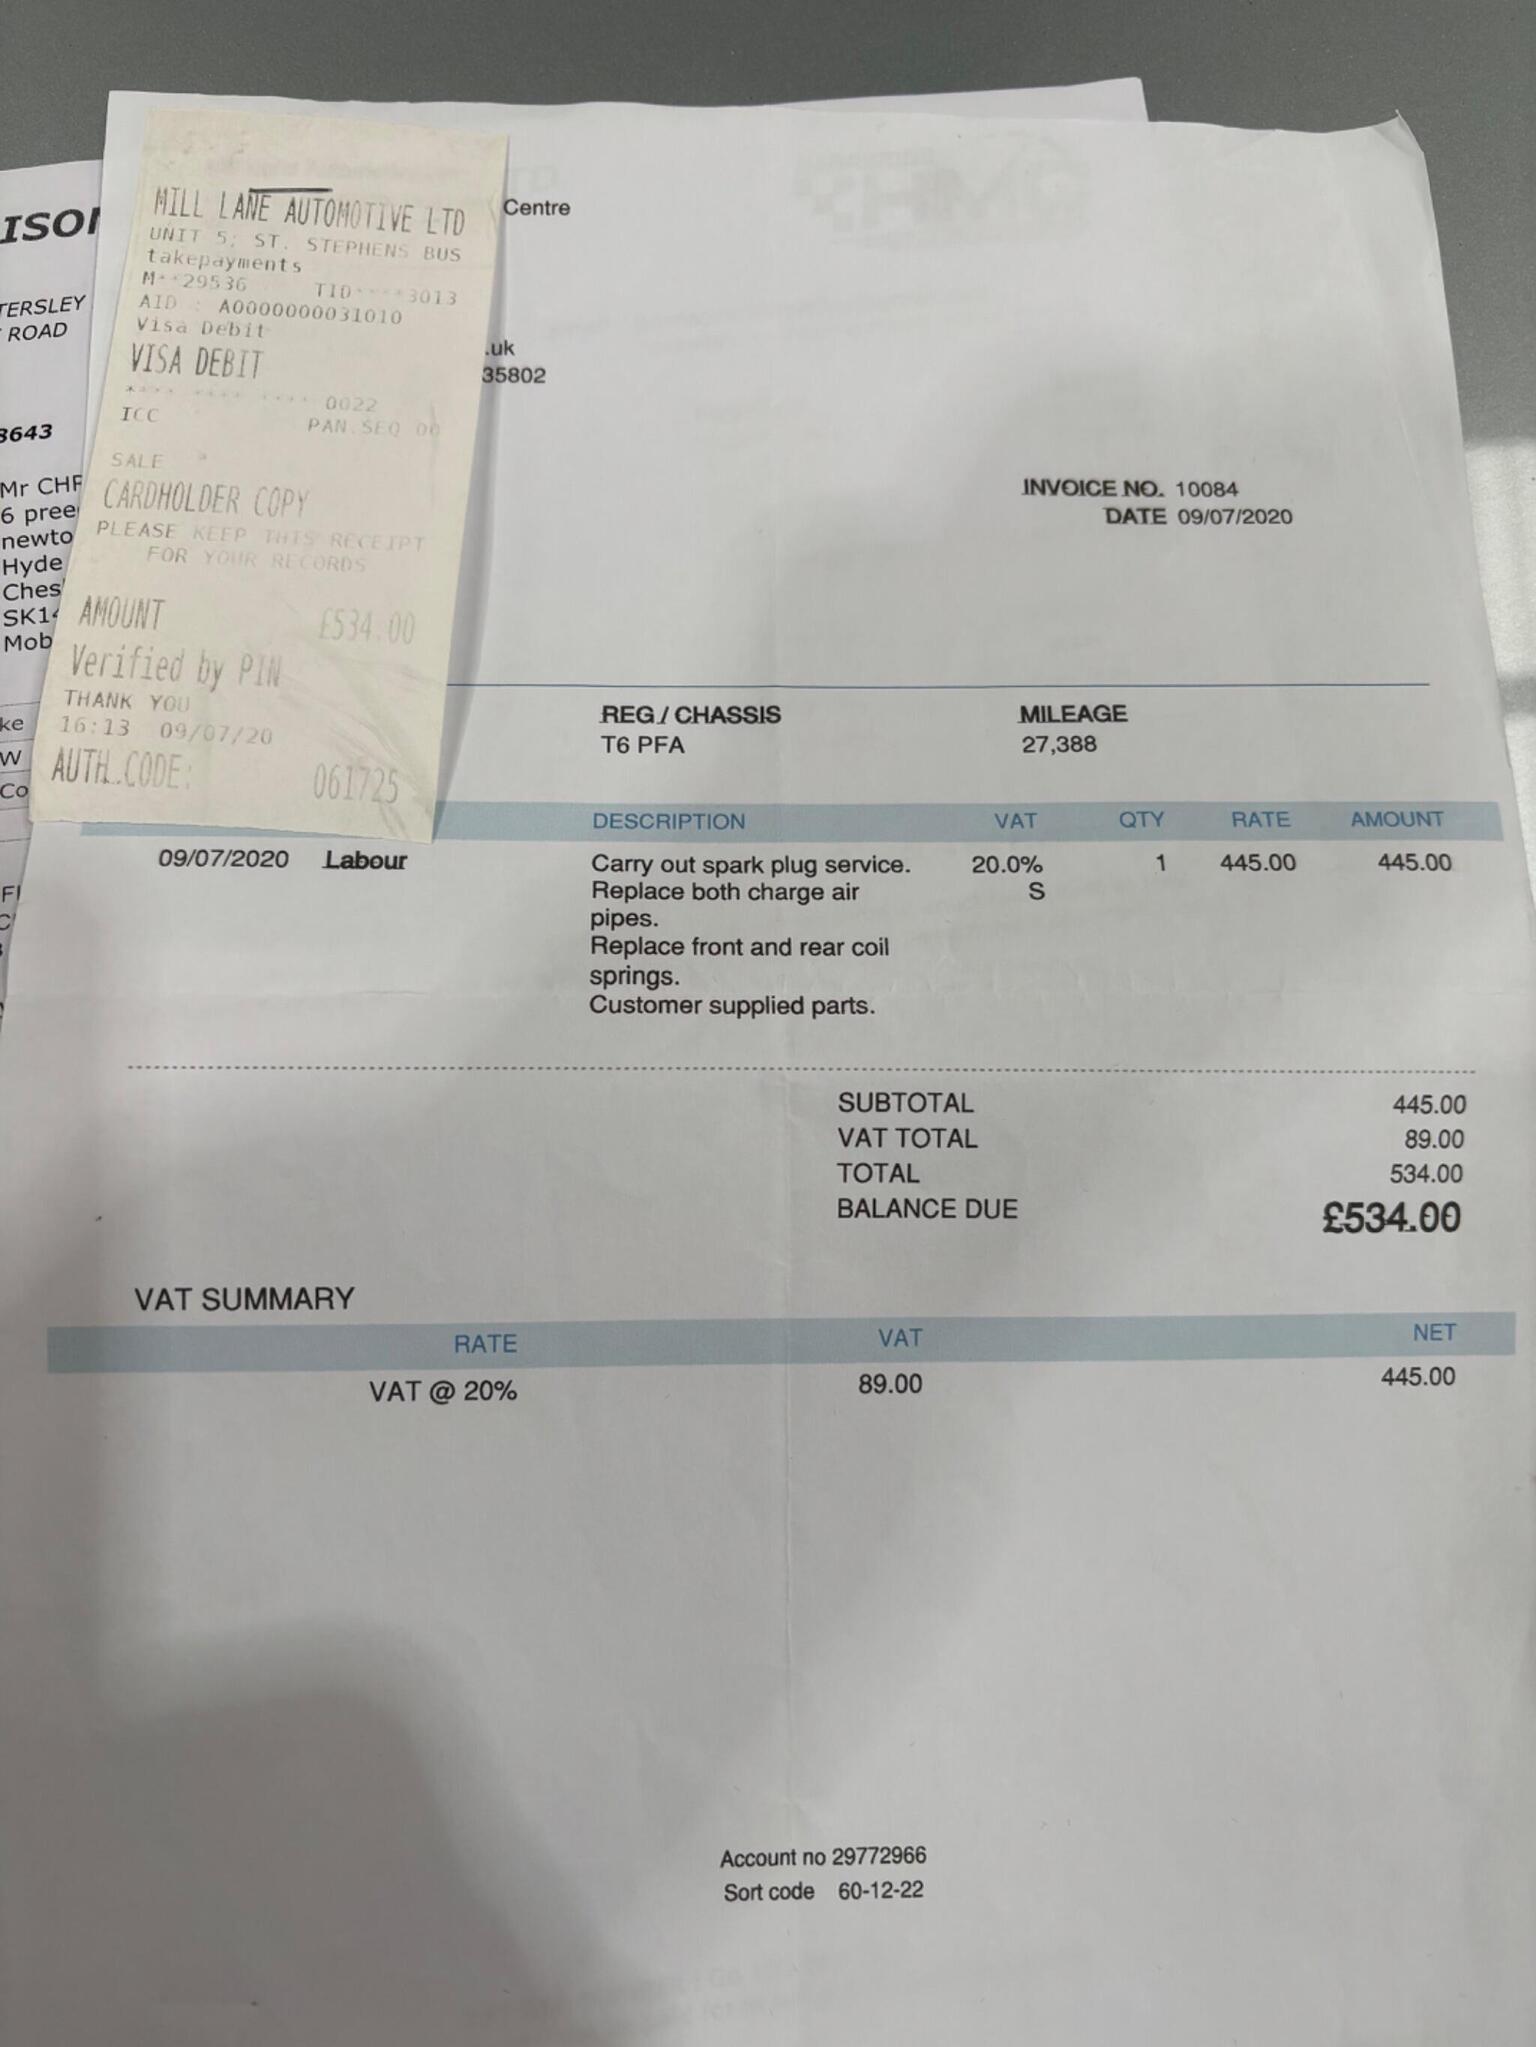 MILL LANE AUTOMOTIVE LTD
UNIT 5, ST. STEPHENS BUS
takepayments
M**29536 TID****3013
AID : A0000000031010
Visa Debit
VISA DEBIT
**** **** **** 0022
ICC PAN.SEQ 00
SALE
CARDHOLDER COPY
PLEASE KEEP THIS RECEIPT
FOR YOUR RECORDS
AMOUNT £534.00
Verified by PIN
THANK YOU
16:13 09/07/20
AUTH CODE: 061725
ISON
TERSLEY
ROAD
8643
Mr CHR
6 pree
newto
Hyde
Ches
SK14
Mob
ke
W
Co
Centre
.uk
35802
INVOICE NO. 10084
DATE 09/07/2020
REG / CHASSIS MILEAGE
T6 PFA 27,388
DESCRIPTION VAT QTY RATE AMOUNT
09/07/2020 Labour Carry out spark plug service. 20.0% 1 445.00 445.00
Replace both charge air S
pipes.
Replace front and rear coil
springs.
Customer supplied parts.
SUBTOTAL 445.00
VAT TOTAL 89.00
TOTAL 534.00
BALANCE DUE £534.00
VAT SUMMARY
RATE VAT NET
VAT @ 20% 89.00 445.00
Account no 29772966
Sort code 60-12-22